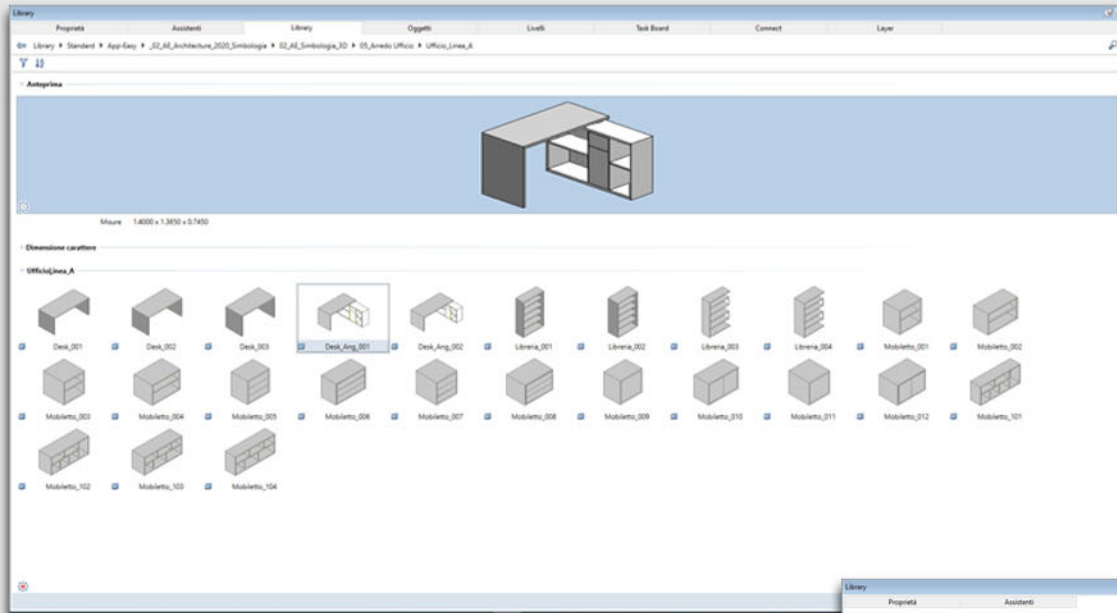 Library
Proprietà Assistenti Library Oggetti Livelli Task Board Connect Layer
Library Standard App-Easy _02_AE_Architecture_2020_Simbologia 02_AE_Simbologia_3D 05_Arredo Ufficio Ufficio_Linea_A
Anteprima
Misure 1.4000 x 1.3850 x 0.7450
Dimensione carattere
Ufficio_Linea_A
Desk_001 Desk_002 Desk_003 Desk_Ang_001 Desk_Ang_002 Libreria_001 Libreria_002 Libreria_003 Libreria_004 Mobiletto_001 Mobiletto_002
Mobiletto_003 Mobiletto_004 Mobiletto_005 Mobiletto_006 Mobiletto_007 Mobiletto_008 Mobiletto_009 Mobiletto_010 Mobiletto_011 Mobiletto_012 Mobiletto_101
Mobiletto_102 Mobiletto_103 Mobiletto_104
Library
Proprietà Assistenti